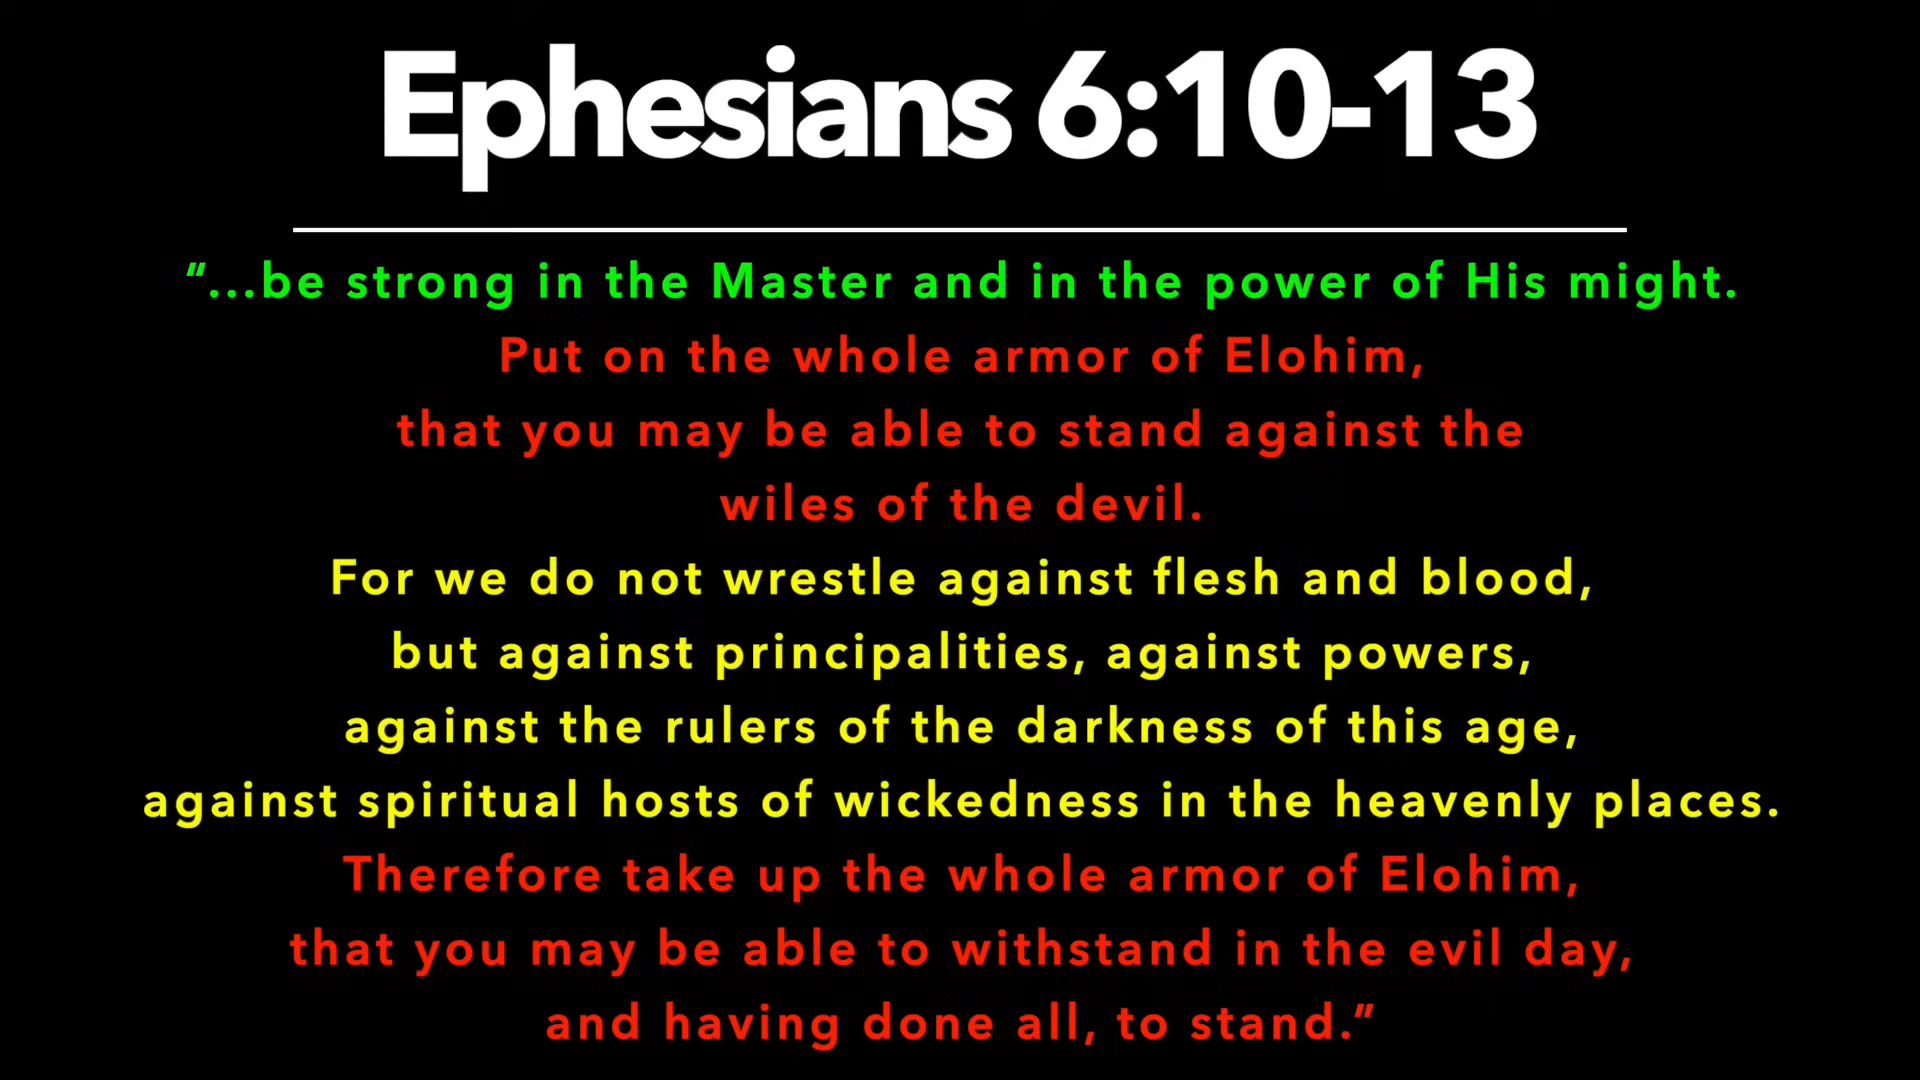 Ephesians 6:10-13
“...be strong in the Master and in the power of His might.
Put on the whole armor of Elohim,
that you may be able to stand against the
wiles of the devil.
For we do not wrestle against flesh and blood,
but against principalities, against powers,
against the rulers of the darkness of this age,
against spiritual hosts of wickedness in the heavenly places.
Therefore take up the whole armor of Elohim,
that you may be able to withstand in the evil day,
and having done all, to stand.”